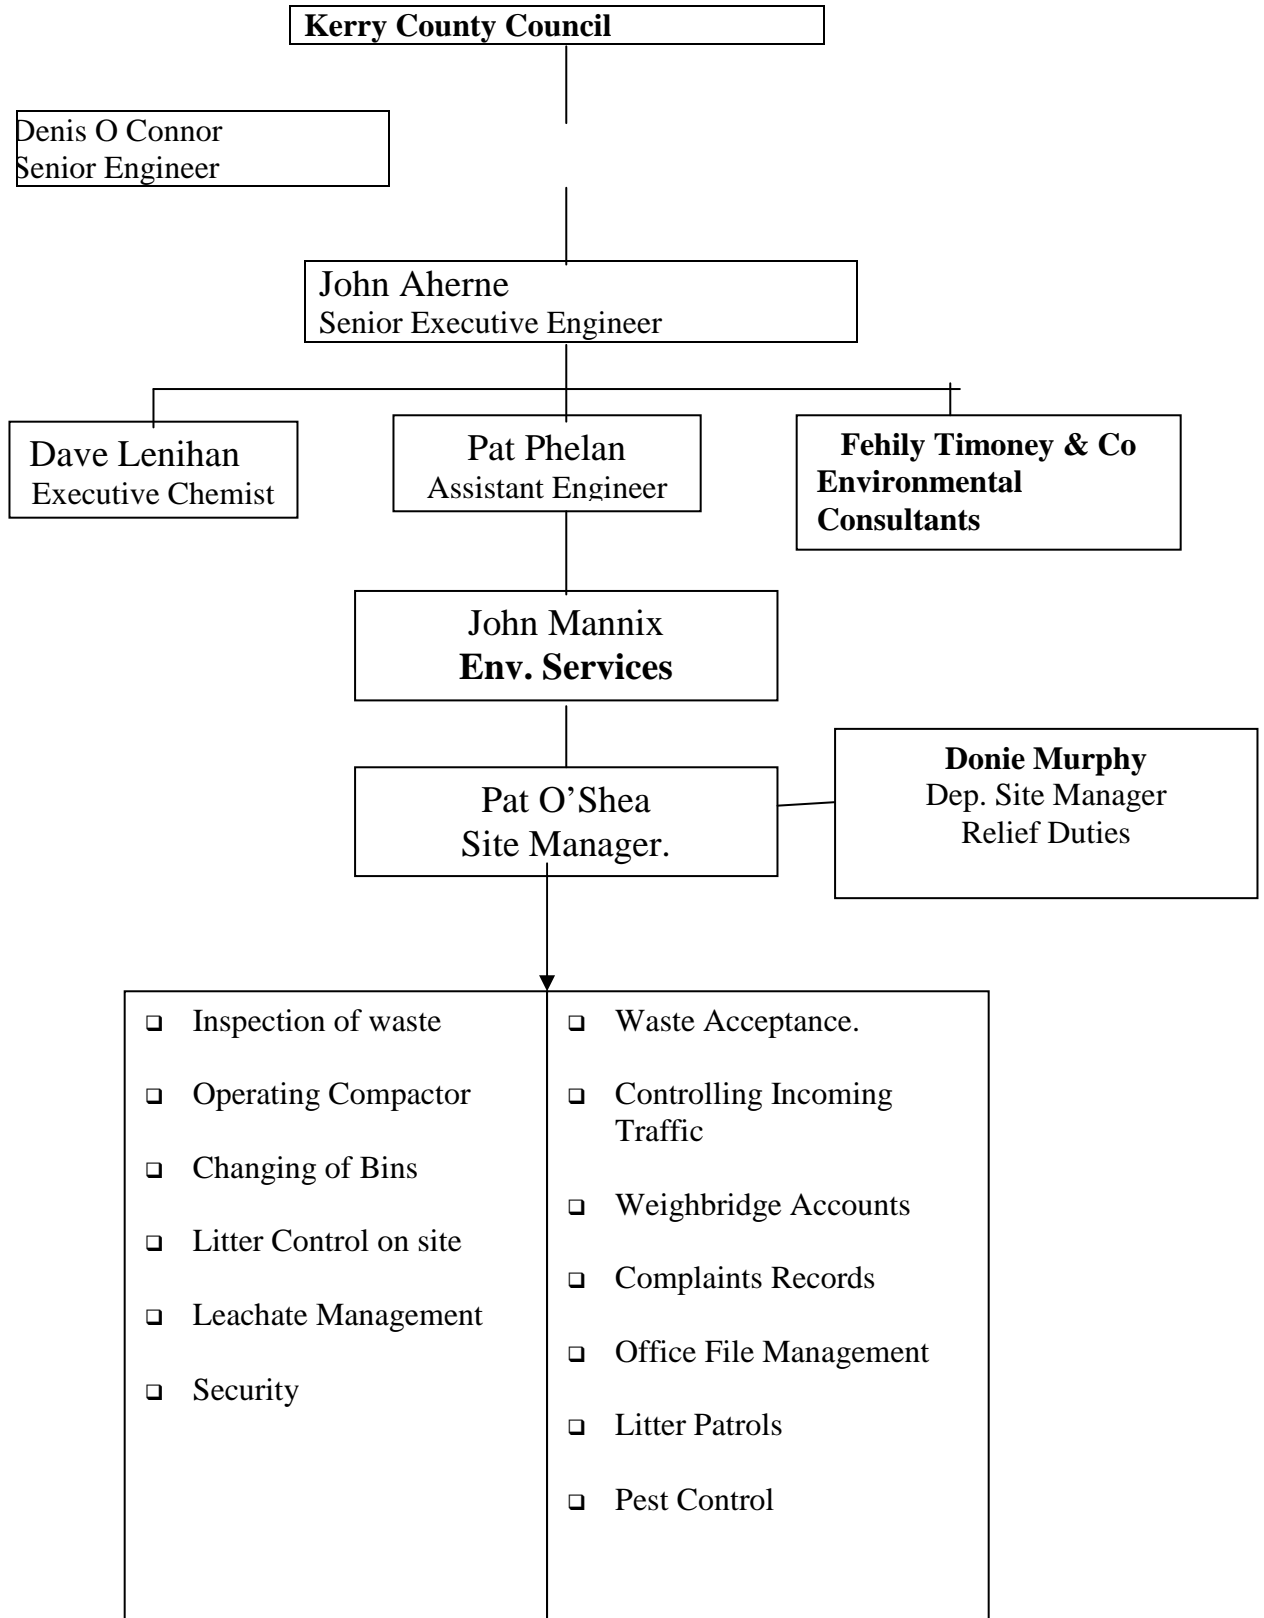 Kerry County Council
Denis O Connor
Senior Engineer
John Aherne
Senior Executive Engineer
Dave Lenihan
Executive Chemist
Pat Phelan
Assistant Engineer
Fehily Timoney & Co
Environmental
Consultants
John Mannix
Env. Services
Pat O’Shea
Site Manager.
Donie Murphy
Dep. Site Manager
Relief Duties
❑ Inspection of waste
❑ Operating Compactor
❑ Changing of Bins
❑ Litter Control on site
❑ Leachate Management
❑ Security
❑ Waste Acceptance.
❑ Controlling Incoming
Traffic
❑ Weighbridge Accounts
❑ Complaints Records
❑ Office File Management
❑ Litter Patrols
❑ Pest Control